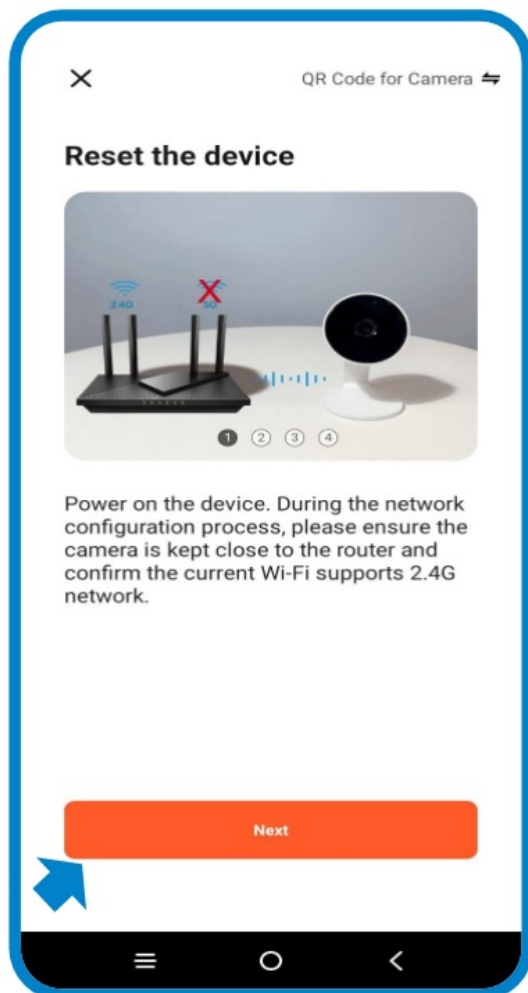 QR Code for Camera
Reset the device
2.4G
5G
1 2 3 4
Power on the device. During the network
configuration process, please ensure the
camera is kept close to the router and
confirm the current Wi-Fi supports 2.4G
network.
Next